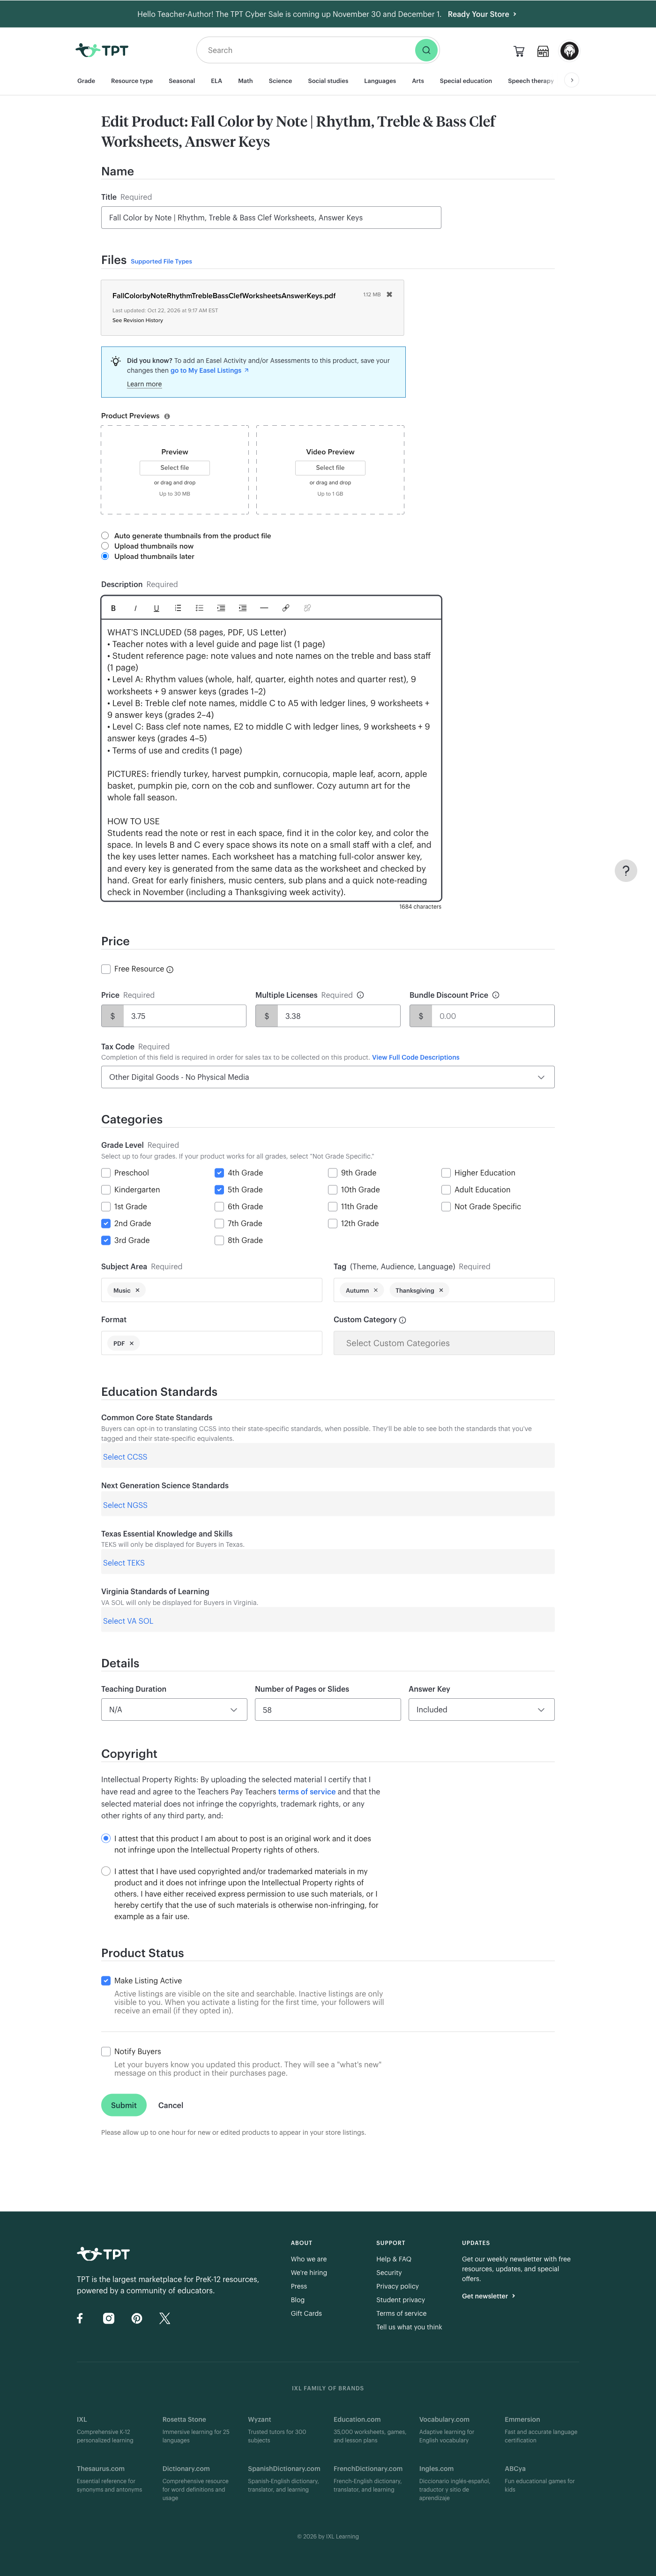 Hello Teacher-Author! The TPT Cyber Sale is coming up November 30 and December 1. Ready Your Store
TPT
Search
Grade Resource type Seasonal ELA Math Science Social studies Languages Arts Special education Speech therapy
Edit Product: Fall Color by Note | Rhythm, Treble & Bass Clef
Worksheets, Answer Keys
Name
Title Required
Fall Color by Note | Rhythm, Treble & Bass Clef Worksheets, Answer Keys
Files Supported File Types
FallColorbyNoteRhythmTrebleBassClefWorksheetsAnswerKeys.pdf 1.12 MB
Last updated: Oct 22, 2026 at 9:17 AM EST
See Revision History
Did you know? To add an Easel Activity and/or Assessments to this product, save your
changes then go to My Easel Listings
Learn more
Product Previews
Preview
Select file
or drag and drop
Up to 30 MB
Video Preview
Select file
or drag and drop
Up to 1 GB
Auto generate thumbnails from the product file
Upload thumbnails now
Upload thumbnails later
Description Required
B I U
WHAT'S INCLUDED (58 pages, PDF, US Letter)
• Teacher notes with a level guide and page list (1 page)
• Student reference page: note values and note names on the treble and bass staff
(1 page)
• Level A: Rhythm values (whole, half, quarter, eighth notes and quarter rest), 9
worksheets + 9 answer keys (grades 1–2)
• Level B: Treble clef note names, middle C to A5 with ledger lines, 9 worksheets +
9 answer keys (grades 2–4)
• Level C: Bass clef note names, E2 to middle C with ledger lines, 9 worksheets + 9
answer keys (grades 4–5)
• Terms of use and credits (1 page)
PICTURES: friendly turkey, harvest pumpkin, cornucopia, maple leaf, acorn, apple
basket, pumpkin pie, corn on the cob and sunflower. Cozy autumn art for the
whole fall season.
HOW TO USE
Students read the note or rest in each space, find it in the color key, and color the
space. In levels B and C every space shows its note on a small staff with a clef, and
the key uses letter names. Each worksheet has a matching full-color answer key,
and every key is generated from the same data as the worksheet and checked by
hand. Great for early finishers, music centers, sub plans and a quick note-reading
check in November (including a Thanksgiving week activity).
1684 characters
?
Price
Free Resource
Price Required
$ 3.75
Multiple Licenses Required
$ 3.38
Bundle Discount Price
$ 0.00
Tax Code Required
Completion of this field is required in order for sales tax to be collected on this product. View Full Code Descriptions
Other Digital Goods - No Physical Media
Categories
Grade Level Required
Select up to four grades. If your product works for all grades, select "Not Grade Specific."
Preschool 4th Grade 9th Grade Higher Education
Kindergarten 5th Grade 10th Grade Adult Education
1st Grade 6th Grade 11th Grade Not Grade Specific
2nd Grade 7th Grade 12th Grade
3rd Grade 8th Grade
Subject Area Required
Music
Tag (Theme, Audience, Language) Required
Autumn Thanksgiving
Format
PDF
Custom Category
Select Custom Categories
Education Standards
Common Core State Standards
Buyers can opt-in to translating CCSS into their state-specific standards, when possible. They'll be able to see both the standards that you've
tagged and their state-specific equivalents.
Select CCSS
Next Generation Science Standards
Select NGSS
Texas Essential Knowledge and Skills
TEKS will only be displayed for Buyers in Texas.
Select TEKS
Virginia Standards of Learning
VA SOL will only be displayed for Buyers in Virginia.
Select VA SOL
Details
Teaching Duration Number of Pages or Slides Answer Key
N/A 58 Included
Copyright
Intellectual Property Rights: By uploading the selected material I certify that I
have read and agree to the Teachers Pay Teachers terms of service and that the
selected material does not infringe the copyrights, trademark rights, or any
other rights of any third party, and:
I attest that this product I am about to post is an original work and it does
not infringe upon the Intellectual Property rights of others.
I attest that I have used copyrighted and/or trademarked materials in my
product and it does not infringe upon the Intellectual Property rights of
others. I have either received express permission to use such materials, or I
hereby certify that the use of such materials is otherwise non-infringing, for
example as a fair use.
Product Status
Make Listing Active
Active listings are visible on the site and searchable. Inactive listings are only
visible to you. When you activate a listing for the first time, your followers will
receive an email (if they opted in).
Notify Buyers
Let your buyers know you updated this product. They will see a "what's new"
message on this product in their purchases page.
Submit Cancel
Please allow up to one hour for new or edited products to appear in your store listings.
TPT
TPT is the largest marketplace for PreK-12 resources,
powered by a community of educators.
ABOUT
Who we are
We're hiring
Press
Blog
Gift Cards
SUPPORT
Help & FAQ
Security
Privacy policy
Student privacy
Terms of service
Tell us what you think
UPDATES
Get our weekly newsletter with free
resources, updates, and special
offers.
Get newsletter
IXL FAMILY OF BRANDS
IXL
Comprehensive K-12
personalized learning
Rosetta Stone
Immersive learning for 25
languages
Wyzant
Trusted tutors for 300
subjects
Education.com
35,000 worksheets, games,
and lesson plans
Vocabulary.com
Adaptive learning for
English vocabulary
Emmersion
Fast and accurate language
certification
Thesaurus.com
Essential reference for
synonyms and antonyms
Dictionary.com
Comprehensive resource
for word definitions and
usage
SpanishDictionary.com
Spanish-English dictionary,
translator, and learning
FrenchDictionary.com
French-English dictionary,
translator, and learning
Ingles.com
Diccionario inglés-español,
traductor y sitio de
aprendizaje
ABCya
Fun educational games for
kids
© 2026 by IXL Learning